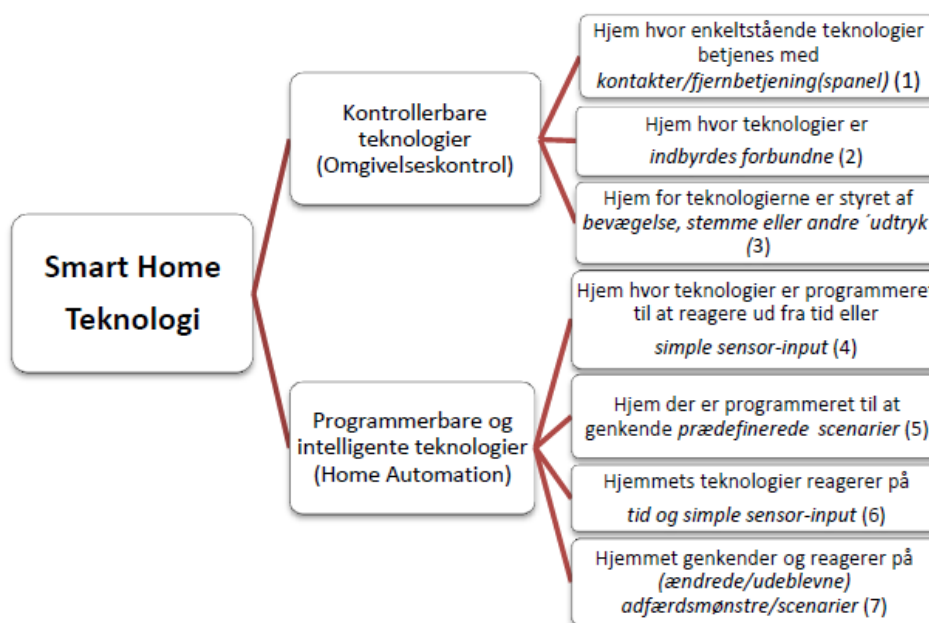 Smart Home
Teknologi
Kontrollerbare
teknologier
(Omgivelseskontrol)
Hjem hvor enkeltstående teknologier
betjenes med
kontakter/fjernbetjening(spanel) (1)
Hjem hvor teknologier er
indbyrdes forbundne (2)
Hjem for teknologierne er styret af
bevægelse, stemme eller andre ´udtryk´
(3)
Programmerbare og
intelligente teknologier
(Home Automation)
Hjem hvor teknologier er programmeret
til at reagere ud fra tid eller
simple sensor-input (4)
Hjem der er programmeret til at
genkende prædefinerede scenarier (5)
Hjemmets teknologier reagerer på
tid og simple sensor-input (6)
Hjemmet genkender og reagerer på
(ændrede/udeblevne)
adfærdsmønstre/scenarier (7)